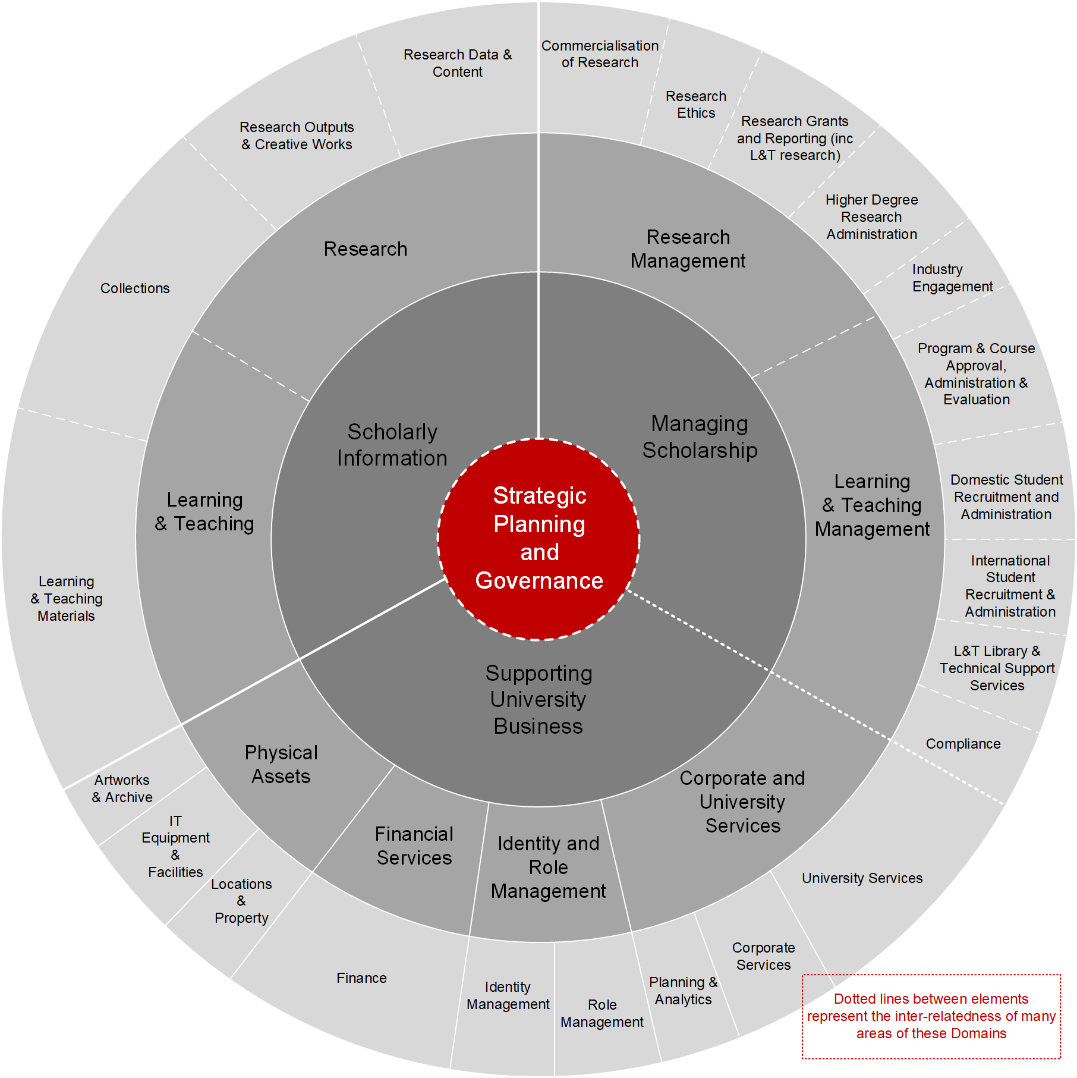 Research Data &
Content
Commercialisation
of Research
Research
Ethics
Research Grants
and Reporting (inc
L&T research)
Higher Degree
Research
Administration
Industry
Engagement
Program & Course
Approval,
Administration &
Evaluation
Domestic Student
Recruitment and
Administration
International
Student
Recruitment &
Administration
L&T Library &
Technical Support
Services
Compliance
University Services
Corporate
Services
Planning &
Analytics
Role
Management
Identity
Management
Finance
Locations
&
Property
IT
Equipment
&
Facilities
Artworks
& Archive
Learning
& Teaching
Materials
Collections
Research Outputs
& Creative Works
Research
Research
Management
Learning
& Teaching
Management
Corporate and
University
Services
Identity and
Role
Management
Financial
Services
Physical
Assets
Learning
& Teaching
Scholarly
Information
Managing
Scholarship
Supporting
University
Business
Strategic
Planning
and
Governance
Dotted lines between elements
represent the inter-relatedness of many
areas of these Domains